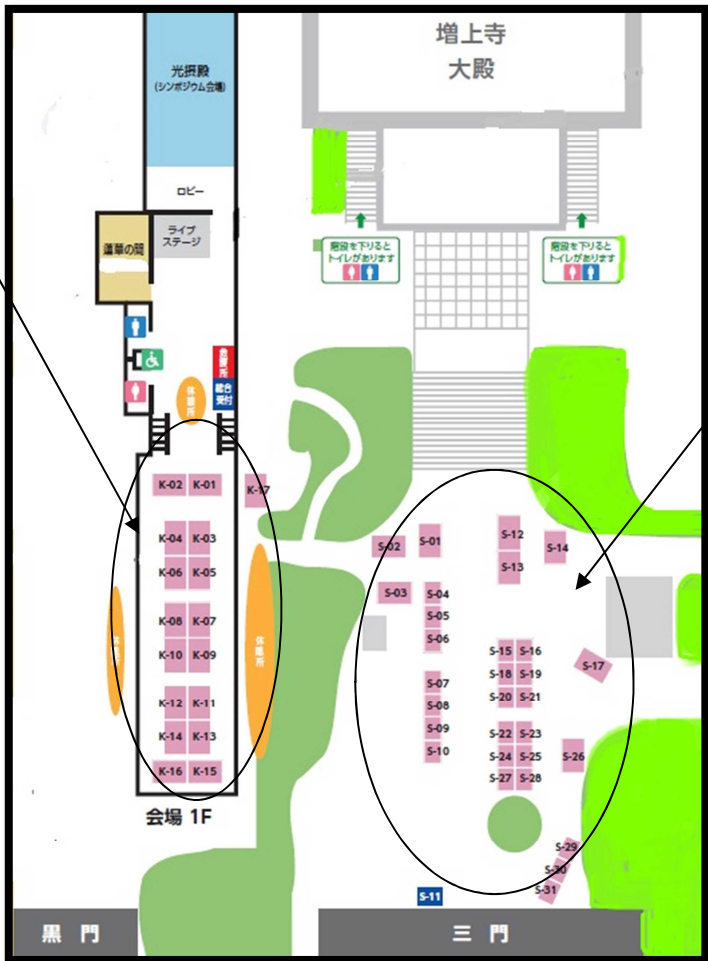 増上寺
大殿
光摂殿
(シンポジウム会場)
ロビー
ライブ
ステージ
蓮華の間
階段を下りると
トイレがあります
階段を下りると
トイレがあります
救護所
総合
受付
休憩所
K-02 K-01
K-17
K-04 K-03
K-06 K-05
K-08 K-07
K-10 K-09
K-12 K-11
K-14 K-13
K-16 K-15
休憩所
会場 1F
S-02 S-01
S-12
S-13
S-14
S-03 S-04
S-05
S-06
S-15 S-16
S-18 S-19
S-20 S-21
S-17
S-07
S-08
S-09
S-10
S-22 S-23
S-24 S-25
S-27 S-28
S-26
S-29
S-30
S-31
S-11
黒 門
三 門